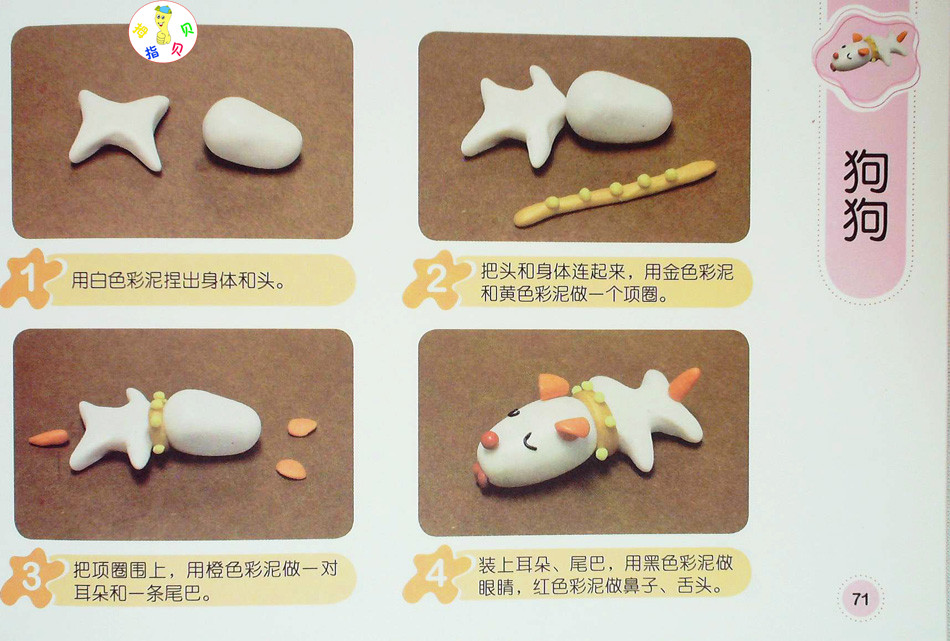 指贝贝
狗狗
1
用白色彩泥捏出身体和头。
2
把头和身体连起来，用金色彩泥
和黄色彩泥做一个项圈。
3
把项圈围上，用橙色彩泥做一对
耳朵和一条尾巴。
4
装上耳朵、尾巴，用黑色彩泥做
眼睛，红色彩泥做鼻子、舌头。
71